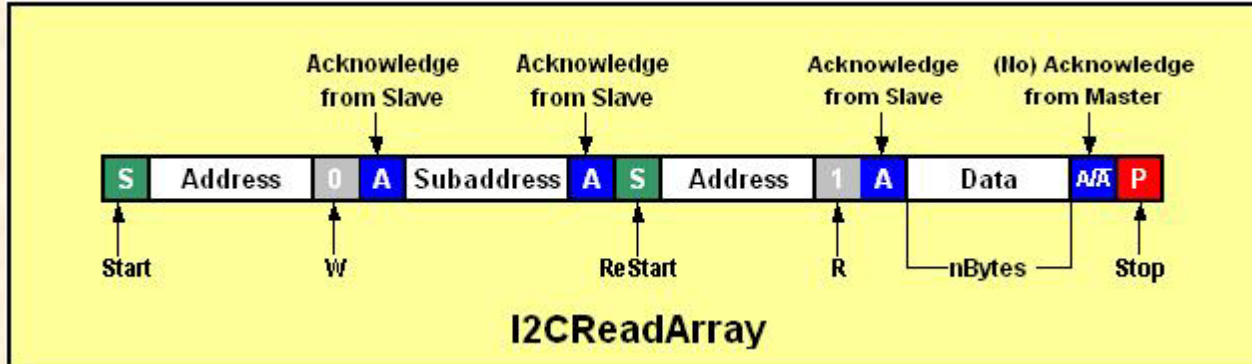 Acknowledge
from Slave
Acknowledge
from Slave
Acknowledge
from Slave
(No) Acknowledge
from Master
S Address 0 A Subaddress A S Address 1 A Data A/A̅ P
Start W ReStart R nBytes Stop
I2CReadArray